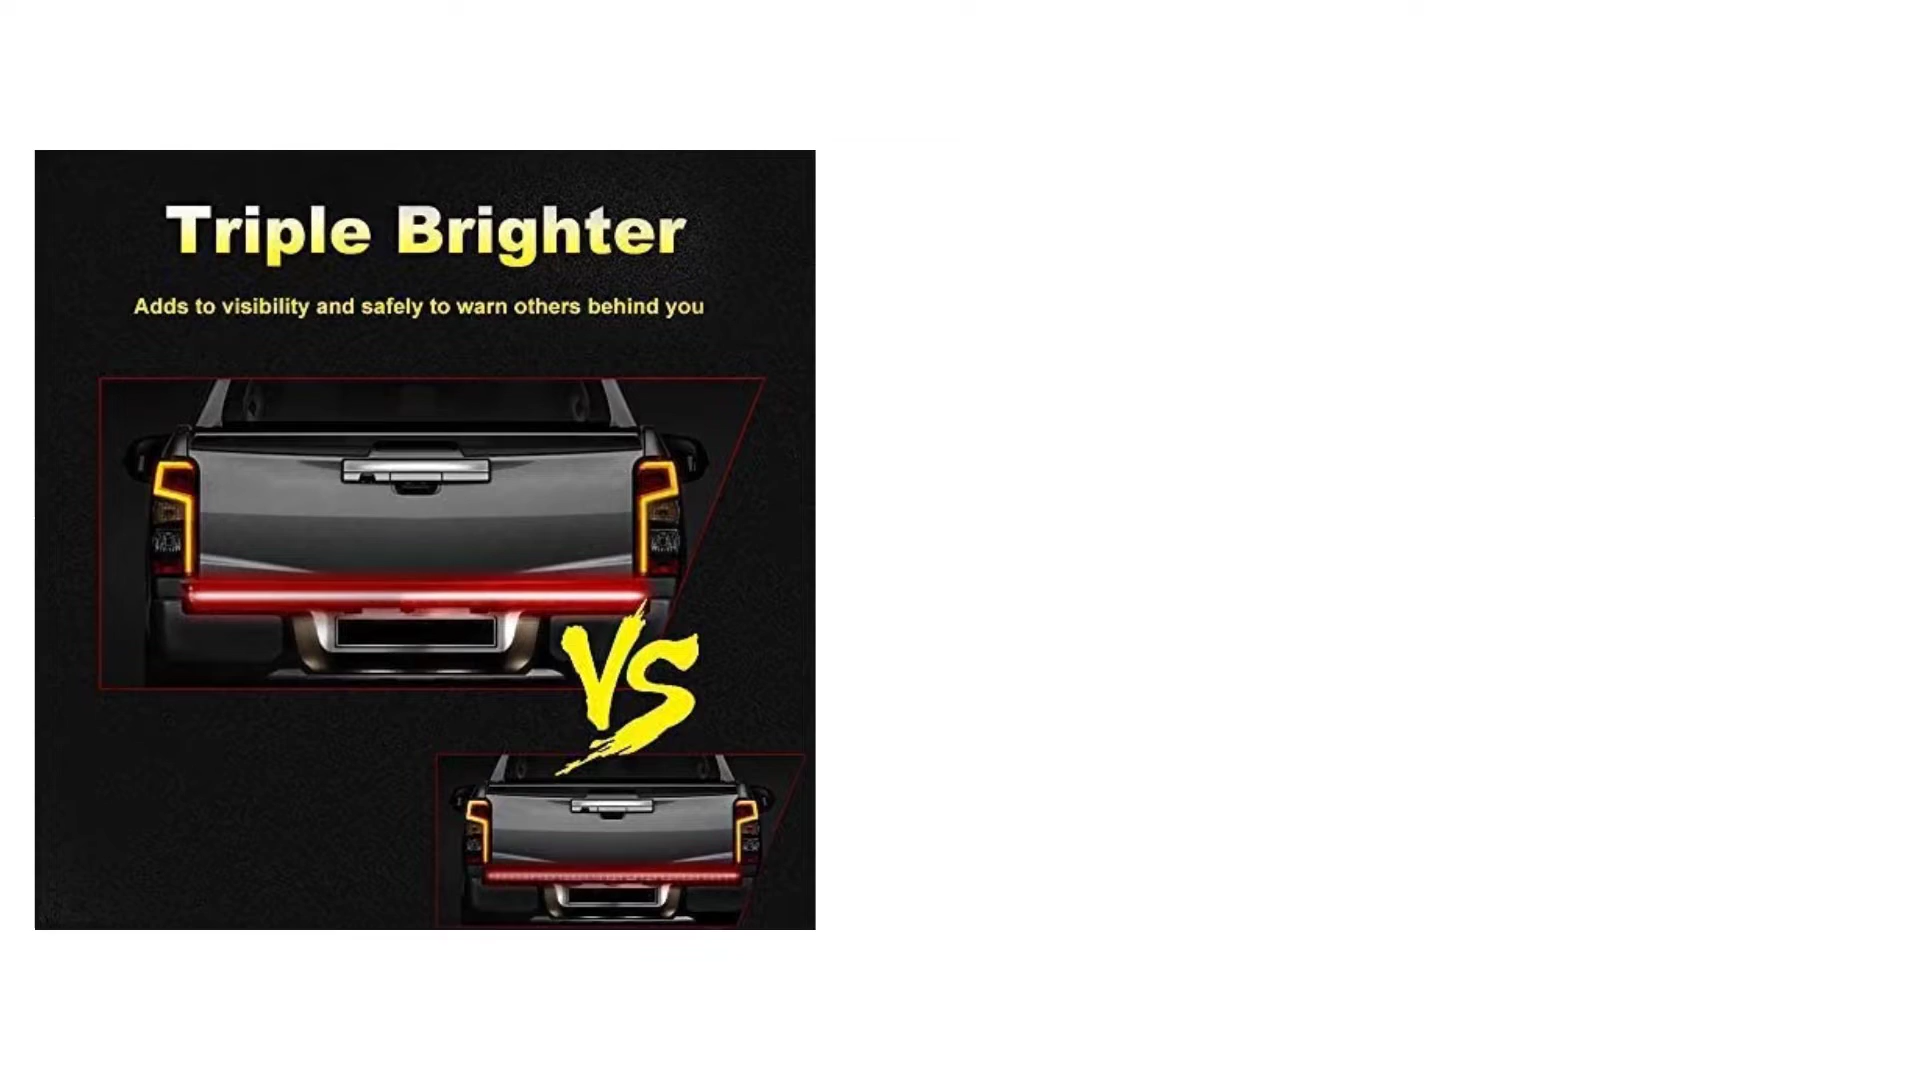 Triple Brighter
Adds to visibility and safely to warn others behind you
VS